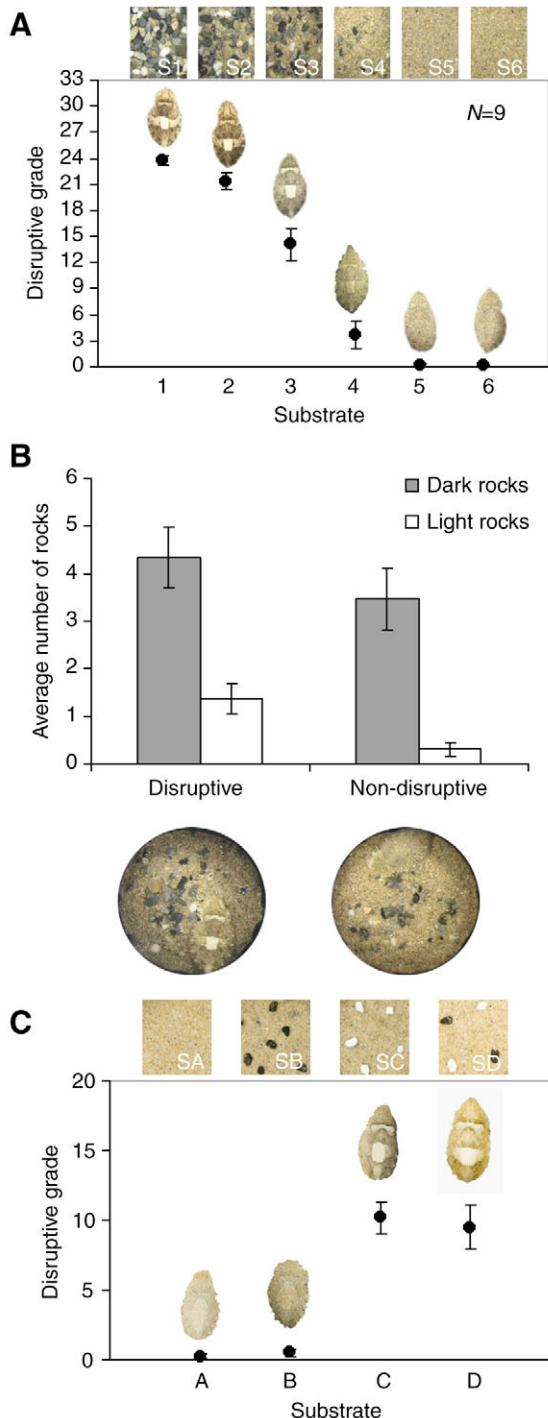 A
S1 S2 S3 S4 S5 S6
33
30
27
24
21
18
15
12
9
6
3
0
Disruptive grade
N=9
1 2 3 4 5 6
Substrate
B
6
5
4
3
2
1
0
Average number of rocks
Dark rocks
Light rocks
Disruptive Non-disruptive
C
SA SB SC SD
20
15
10
5
0
Disruptive grade
A B C D
Substrate